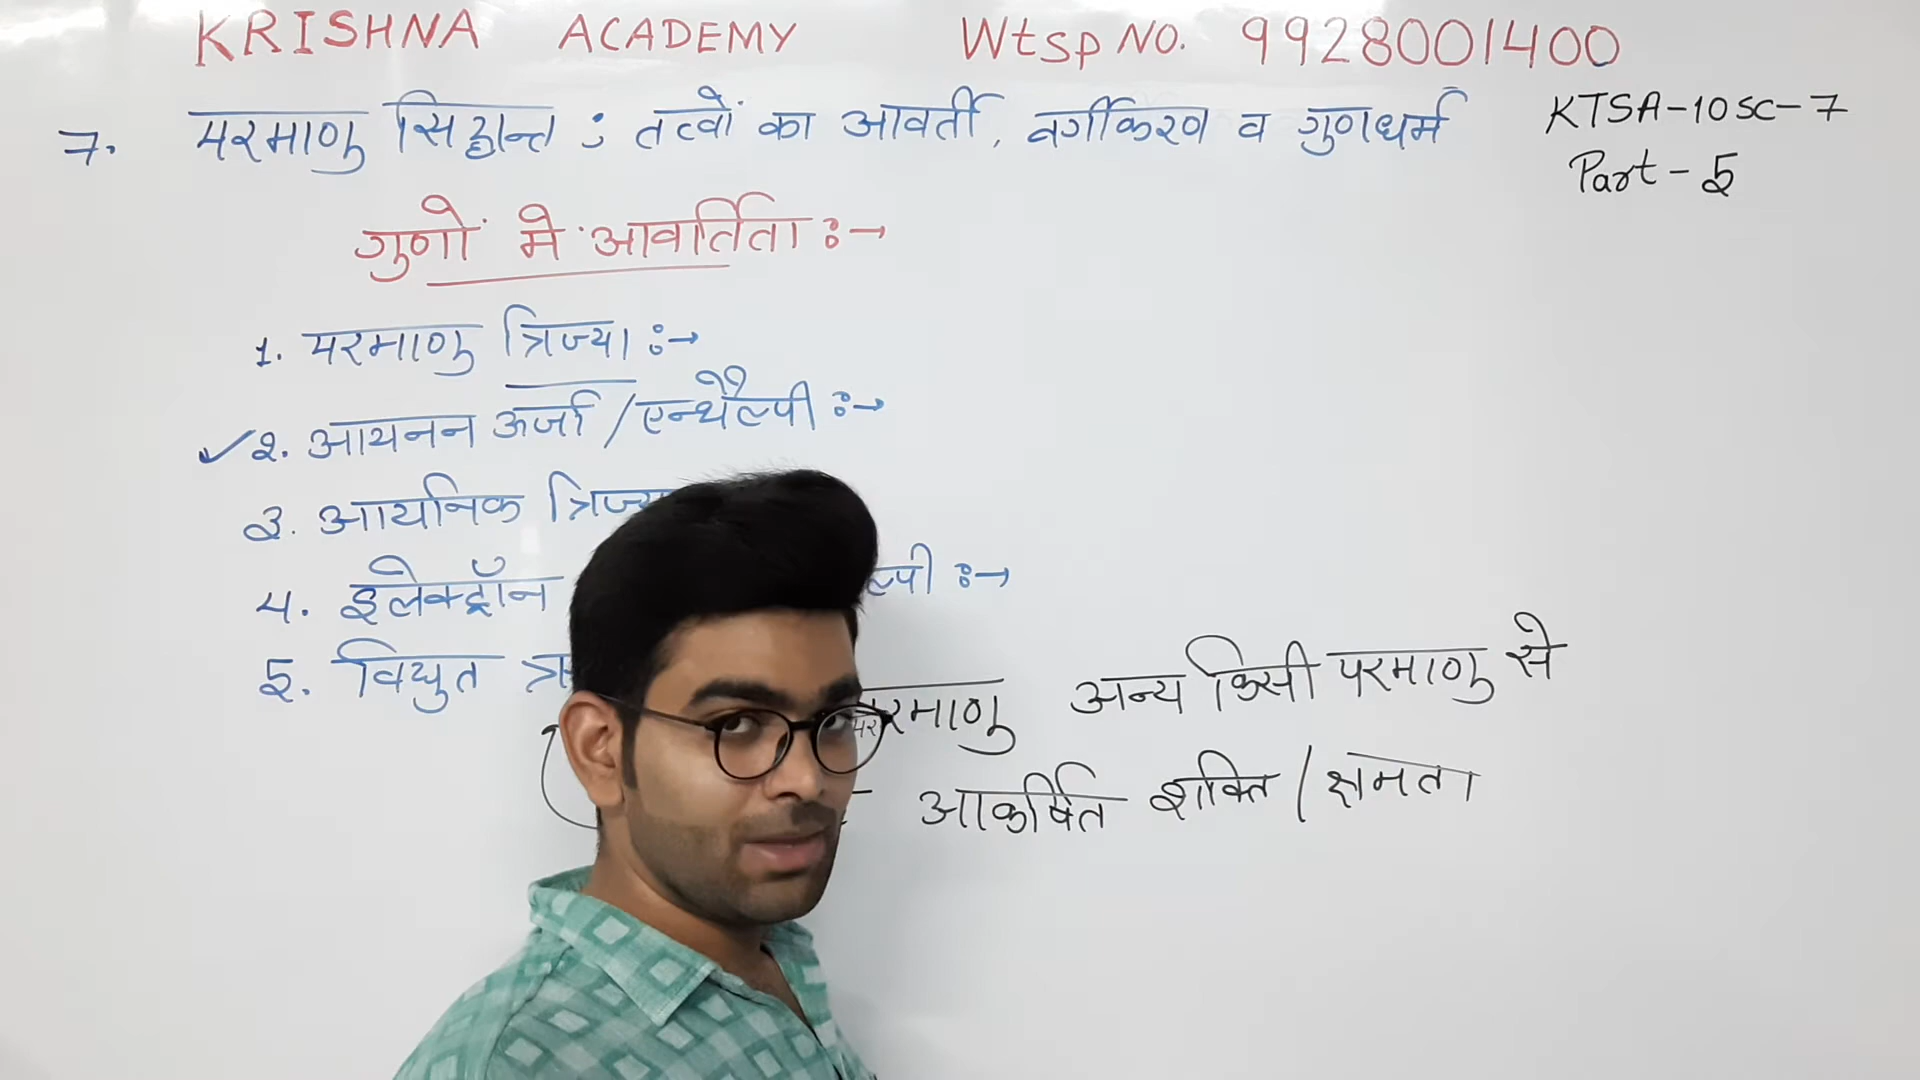 KRISHNA ACADEMY Wtsp NO. 9928001400
7. परमाणु सिद्धान्त : तत्वों का आवर्ती, वर्गीकरण व गुणधर्म
KTSA-10SC-7
Part-5
गुणों मे आवर्तिता :→
1. परमाणु त्रिज्या :→
✓2. आयनन ऊर्जा / एन्थैल्पी :→
3. आयनिक
4. इलेक्ट्रॉन ल्पी :→
5. विद्युत
परमाणु अन्य किसी परमाणु से
आकर्षित शक्ति / क्षमता